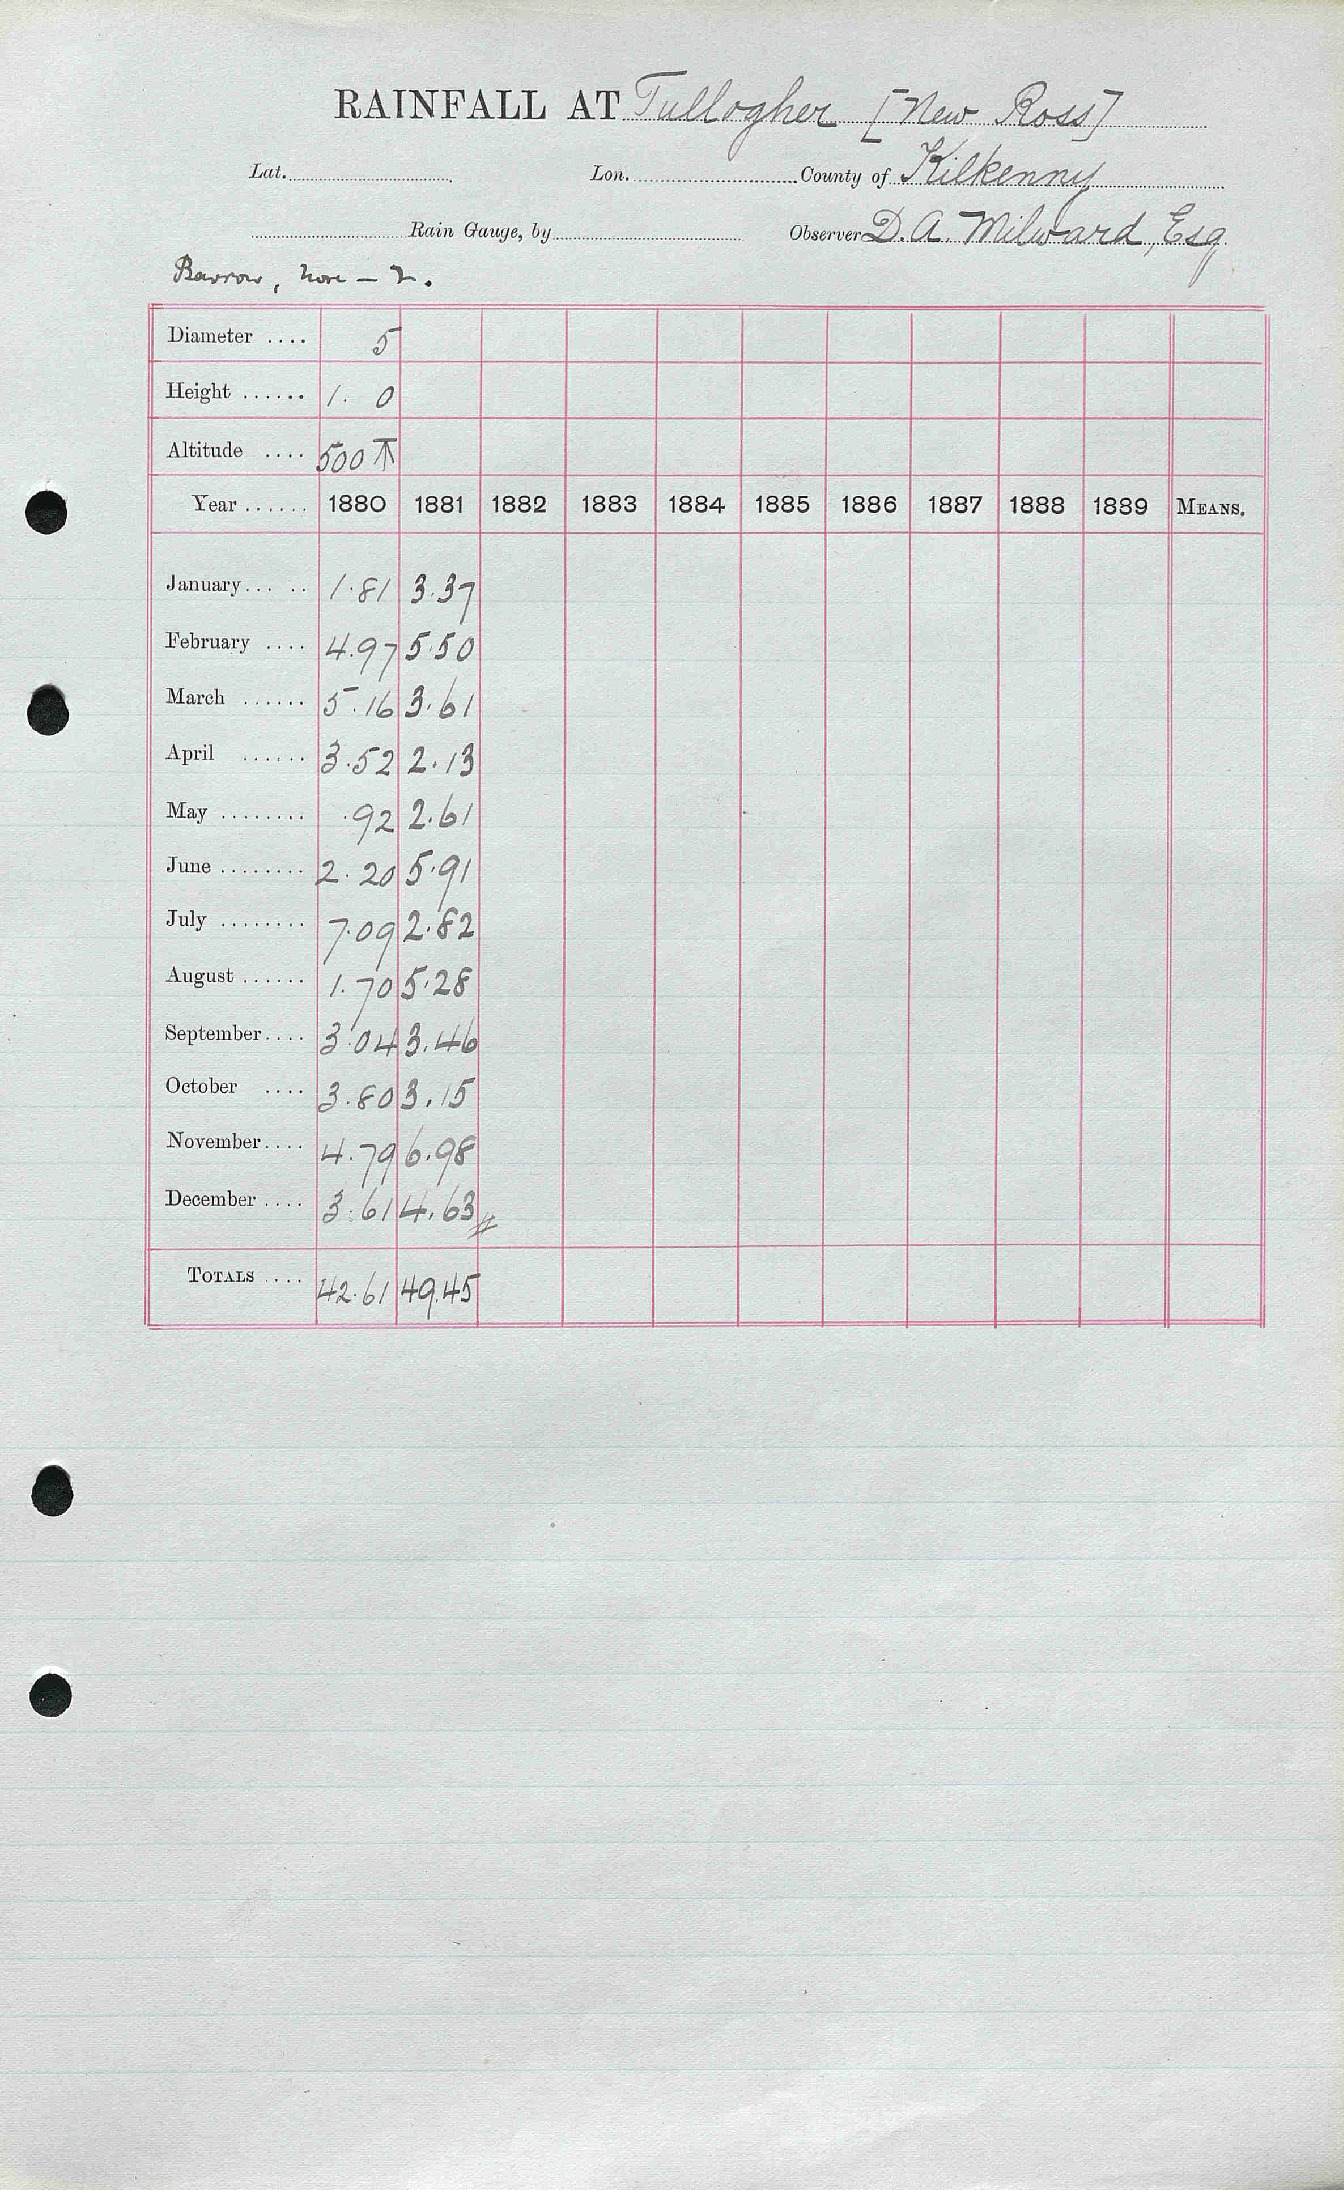 RAINFALL AT Tullogher [New Ross]
Lat. Lon. County of Kilkenny
Rain Gauge, by Observer D. A. Milward, Esq
Barrow, Nore –
Diameter .... 5
Height ...... 1. 0
Altitude .... 500
Year ...... 1880 1881 1882 1883 1884 1885 1886 1887 1888 1889 MEANS.
January... .. 1.81 3.37
February .... 4.97 5.50
March ...... 5.16 3.61
April ...... 3.52 2.13
May ........ .92 2.61
June ........ 2.20 5.91
July ........ 7.09 2.82
August ...... 1.70 5.28
September.... 3.04 3.46
October .... 3.80 3.15
November.... 4.79 6.98
December .... 3.61 4.63
TOTALS .... 42.61 49.45